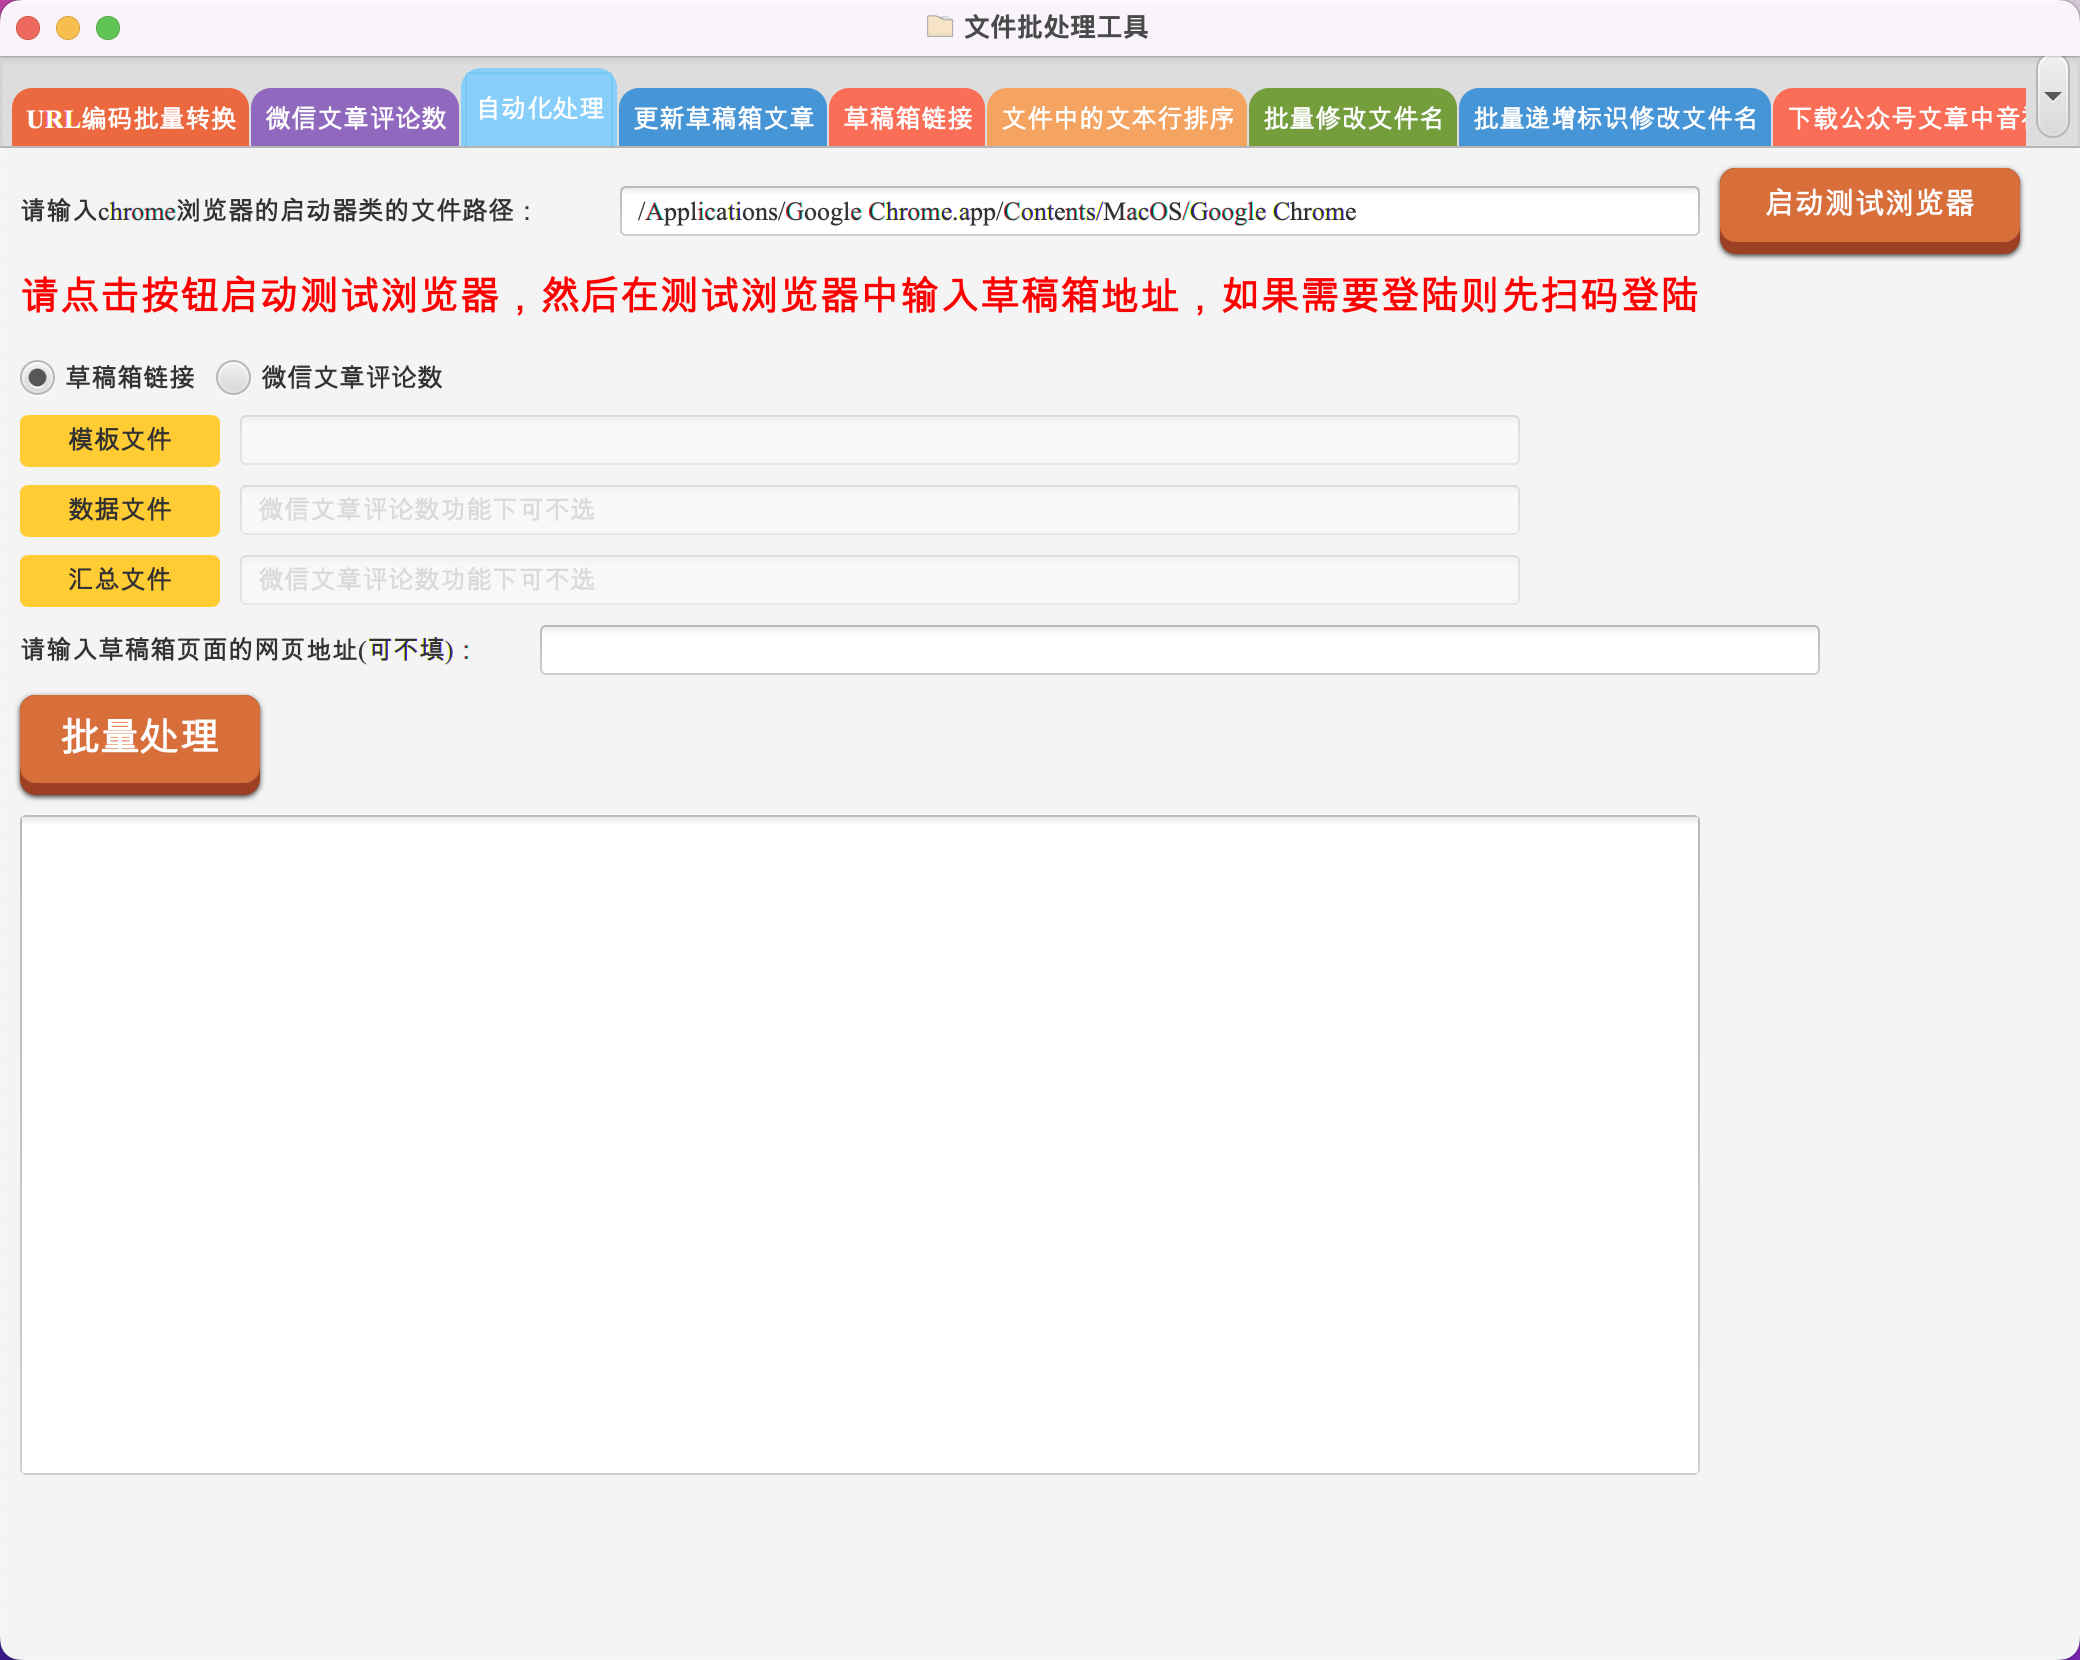 文件批处理工具
URL编码批量转换 微信文章评论数 自动化处理 更新草稿箱文章 草稿箱链接 文件中的文本行排序 批量修改文件名 批量递增标识修改文件名 下载公众号文章中音
请输入chrome浏览器的启动器类的文件路径： /Applications/Google Chrome.app/Contents/MacOS/Google Chrome 启动测试浏览器
请点击按钮启动测试浏览器，然后在测试浏览器中输入草稿箱地址，如果需要登陆则先扫码登陆
草稿箱链接 微信文章评论数
模板文件
数据文件 微信文章评论数功能下可不选
汇总文件 微信文章评论数功能下可不选
请输入草稿箱页面的网页地址(可不填)：
批量处理